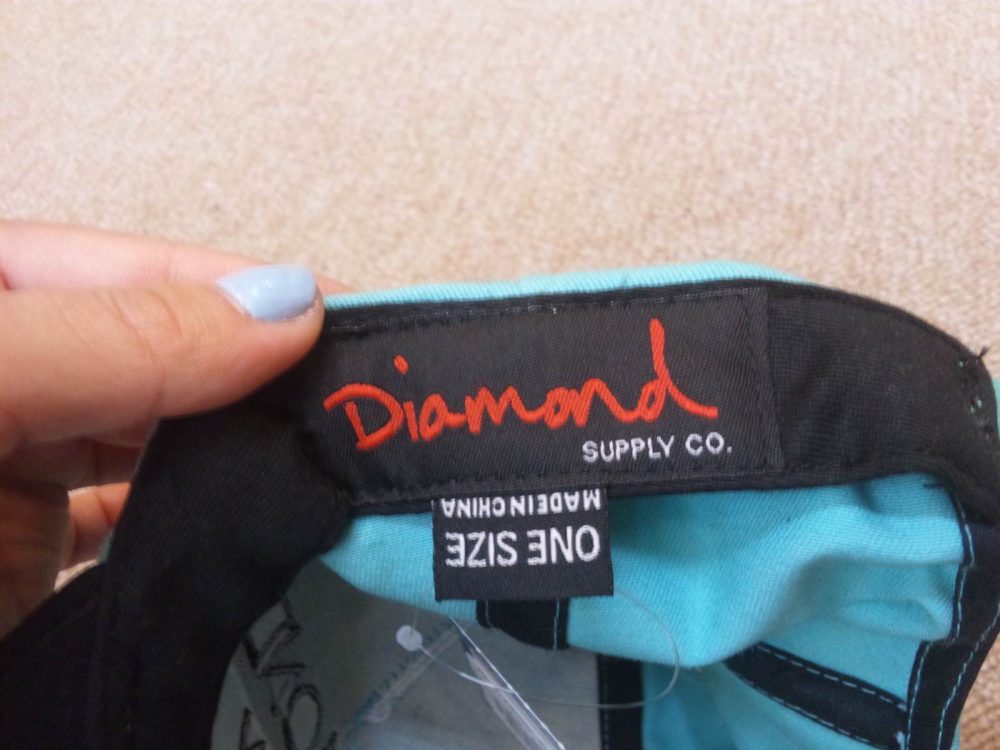 Diamond
SUPPLY CO.
ONE SIZE
MADE IN CHINA